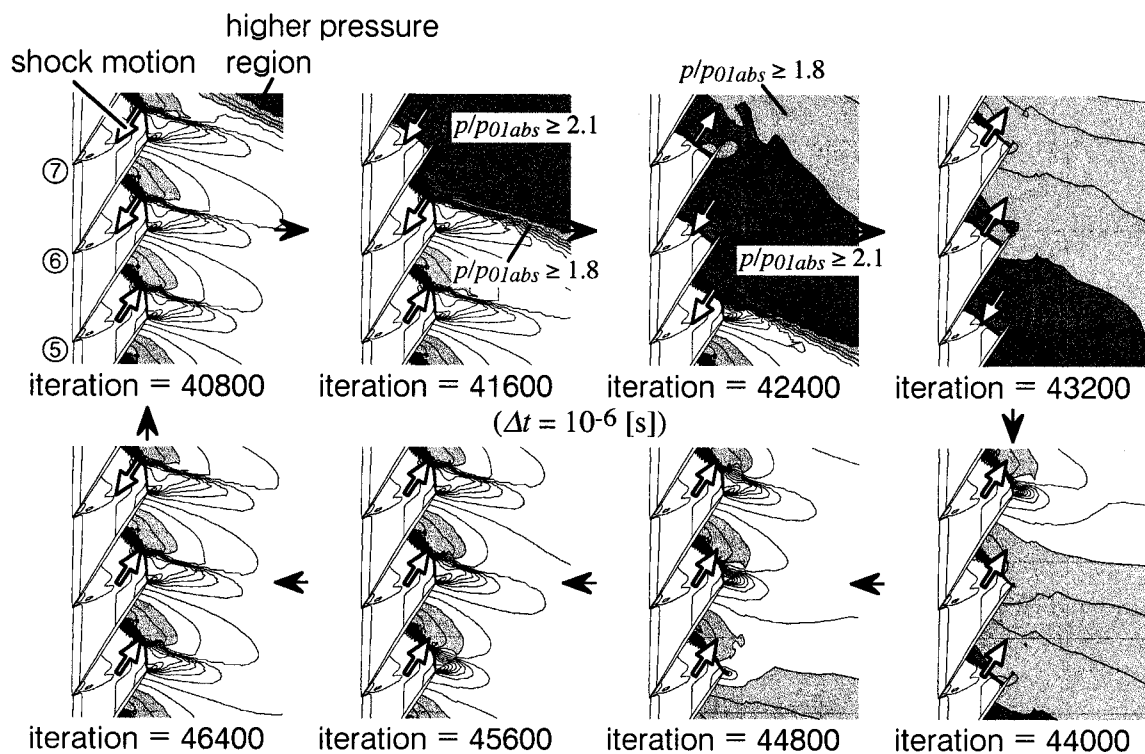 higher pressure
shock motion region
p/p01abs ≥ 1.8
p/p01abs ≥ 2.1
⑦
⑥
p/p01abs ≥ 1.8
p/p01abs ≥ 2.1
⑤
iteration = 40800 iteration = 41600 iteration = 42400 iteration = 43200
(Δt = 10-6 [s])
iteration = 46400 iteration = 45600 iteration = 44800 iteration = 44000